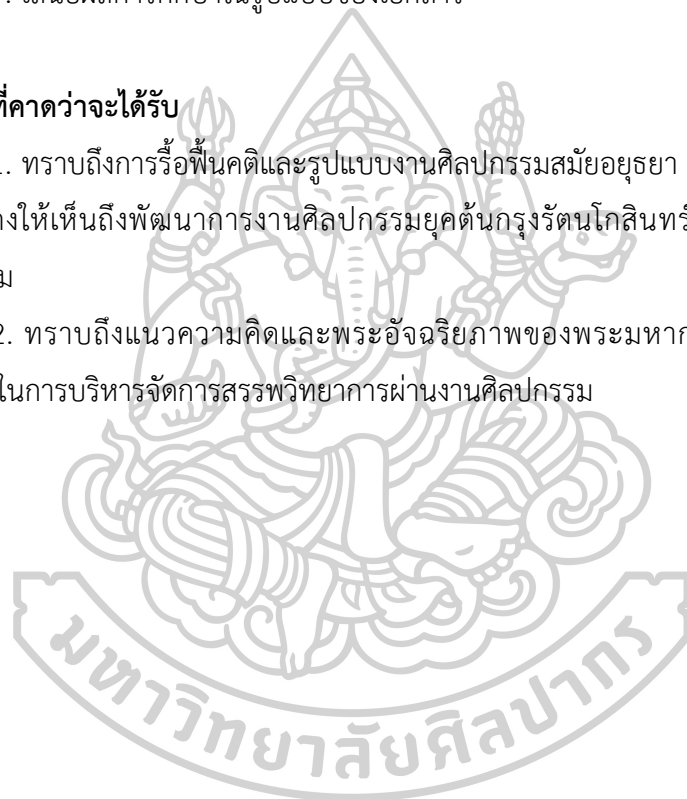 ที่คาดว่าจะได้รับ
. ทราบถึงการรื้อฟื้นคติและรูปแบบงานศิลปกรรมสมัยอยุธยา
ให้เห็นถึงพัฒนาการงานศิลปกรรมยุคต้นกรุงรัตนโกสินทร์
2. ทราบถึงแนวความคิดและพระอัจฉริยภาพของพระมหาก
ในการบริหารจัดการสรรพวิทยาการผ่านงานศิลปกรรม
มหาวิทยาลัยศิลปากร